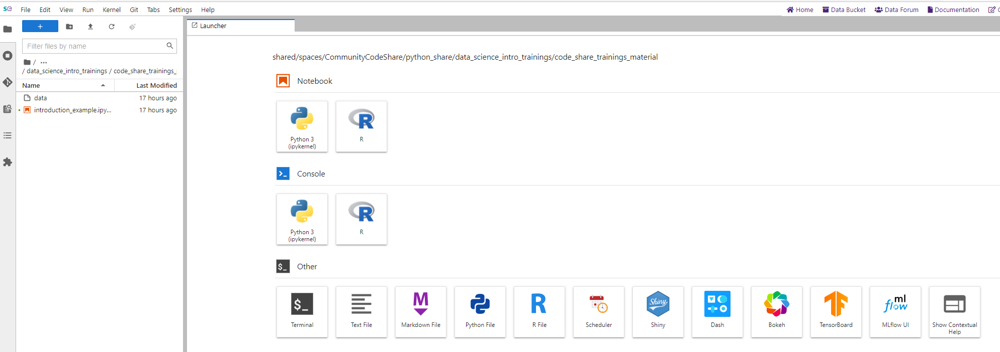 se File Edit View Run Kernel Git Tabs Settings Help Home Data Bucket Data Forum Documentation
+
Launcher
Filter files by name
/ ...
/ data_science_intro_trainings / code_share_trainings_
Name Last Modified
data 17 hours ago
introduction_example.ipy... 17 hours ago
shared/spaces/CommunityCodeShare/python_share/data_science_intro_trainings/code_share_trainings_material
Notebook
R
Python 3
(ipykernel)
R
>_ Console
R
Python 3
(ipykernel)
R
$_ Other
$_
Terminal
Text File
M
Markdown File
Python File
R
R File
Scheduler
Shiny
Shiny
Dash
Bokeh
TF
TensorBoard
ml
flow
MLflow UI
Show Contextual
Help